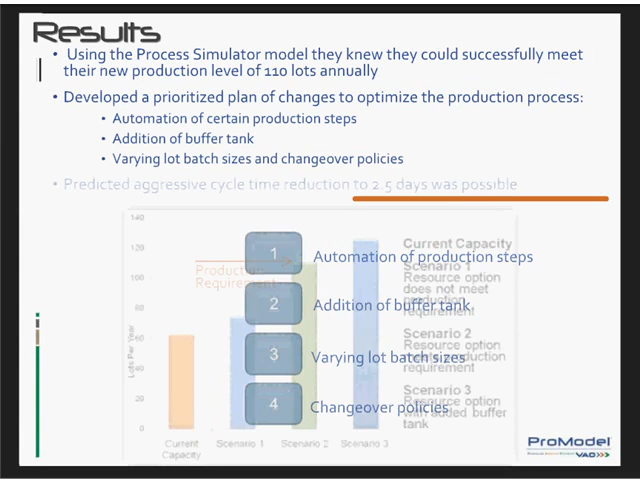 Results
• Using the Process Simulator model they knew they could successfully meet
their new production level of 110 lots annually
• Developed a prioritized plan of changes to optimize the production process:
• Automation of certain production steps
• Addition of buffer tank
• Varying lot batch sizes and changeover policies
• Predicted aggressive cycle time reduction to 2.5 days was possible
140
120
100
80
60
40
20
0
Lots Per Year
Production
Requirement
1
Automation of production steps
2
Addition of buffer tank
3
Varying lot batch sizes
4
Changeover policies
Current Capacity
Scenario 1
Resource option
does not meet
production
requirement
Scenario 2
Resource option
production
requirement
Scenario 3
Resource option
with added buffer
tank
Current
Capacity
Scenario 1
Scenario 2
Scenario 3
ProModel
VAO